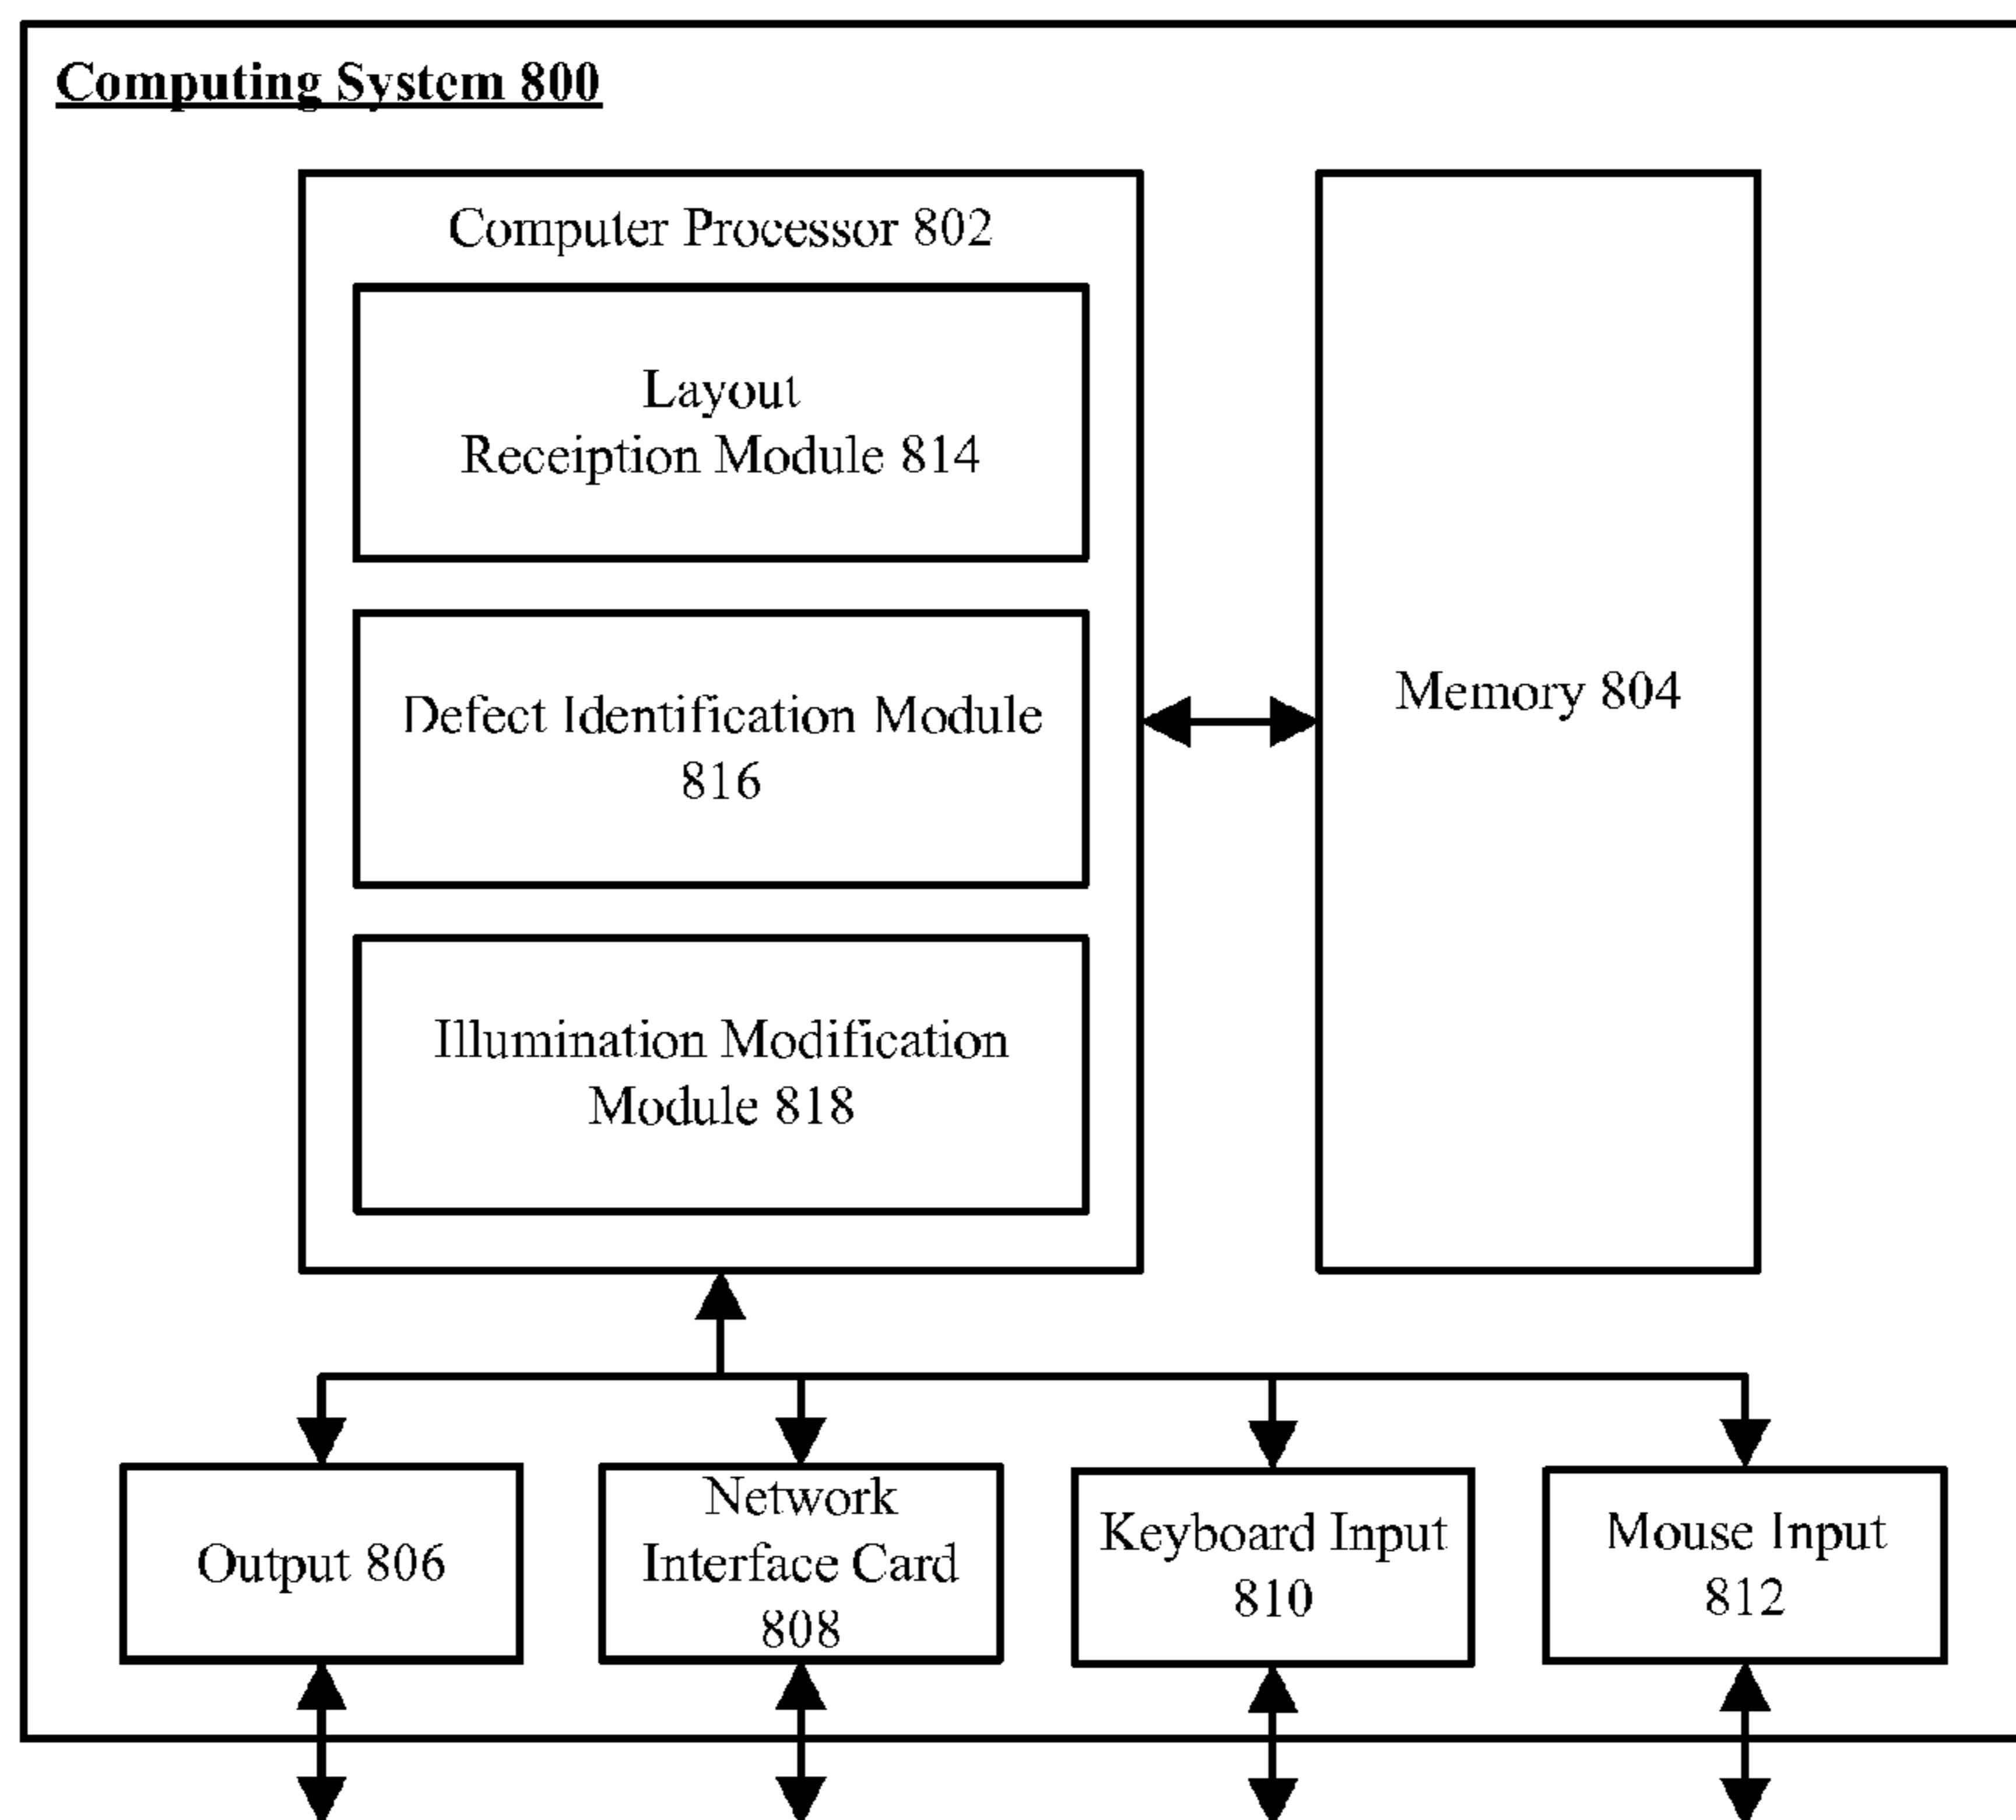 Computing System 800
Computer Processor 802
Layout
Receiption Module 814
Defect Identification Module
816
Illumination Modification
Module 818
Memory 804
Output 806
Network
Interface Card
808
Keyboard Input
810
Mouse Input
812